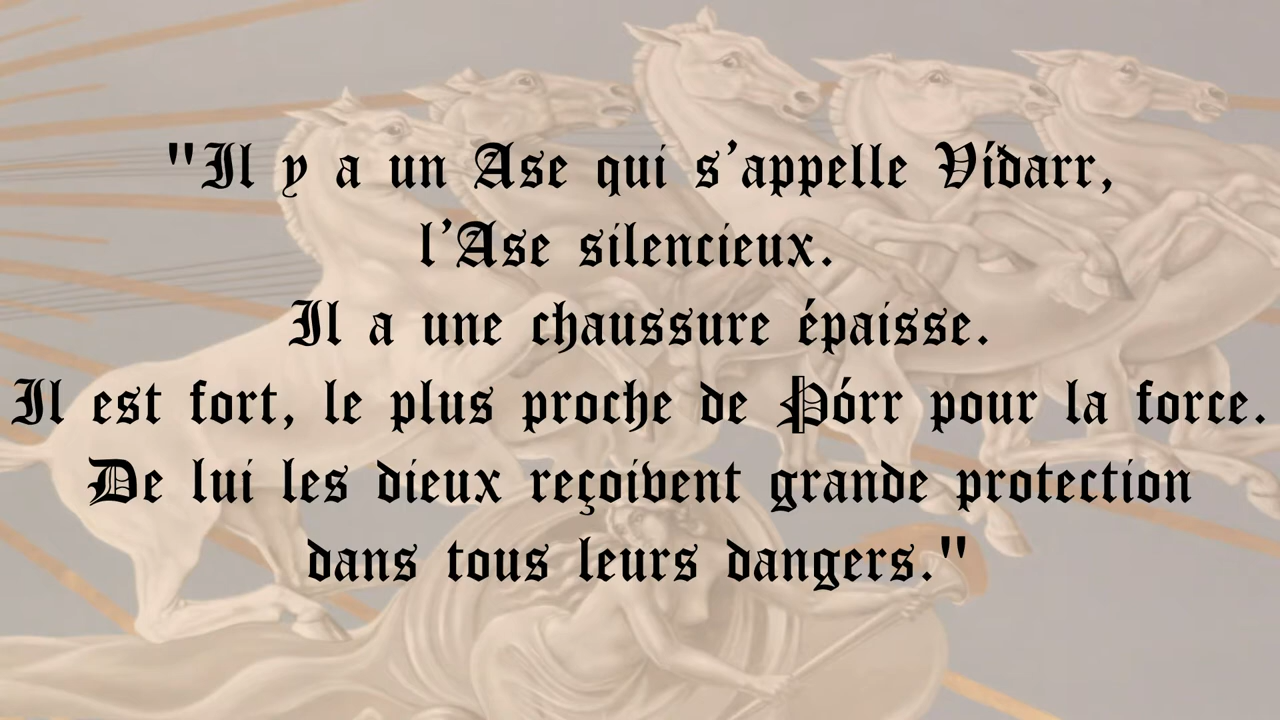 "Il y a un Ase qui s’appelle Vídarr,
l’Ase silencieux.
Il a une chaussure épaisse.
Il est fort, le plus proche de Þórr pour la force.
De lui les dieux reçoivent grande protection
dans tous leurs dangers."